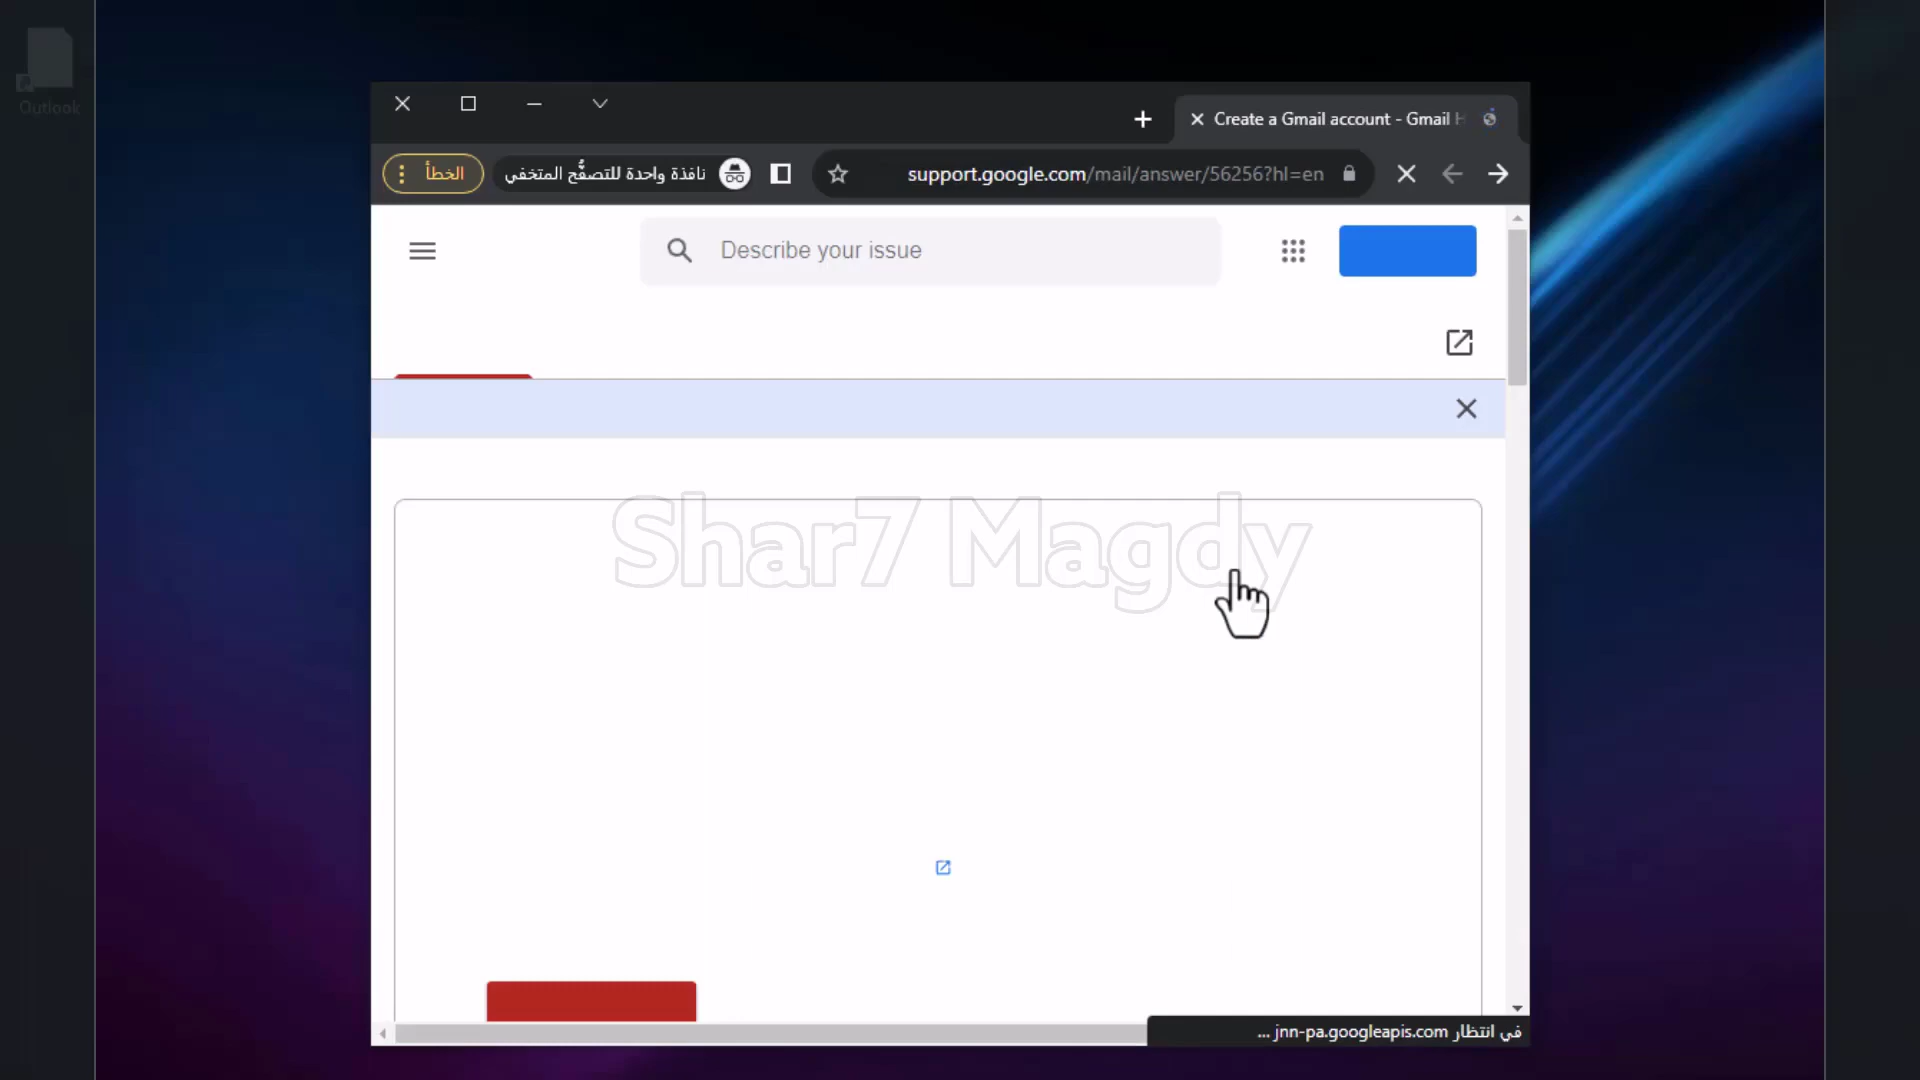 Outlook
Create a Gmail account - Gmail H
الخطأ
نافذة واحدة للتصفُّح المتخفي
support.google.com/mail/answer/56256?hl=en
Describe your issue
Shar7 Magdy
في انتظار jnn-pa.googleapis.com ...